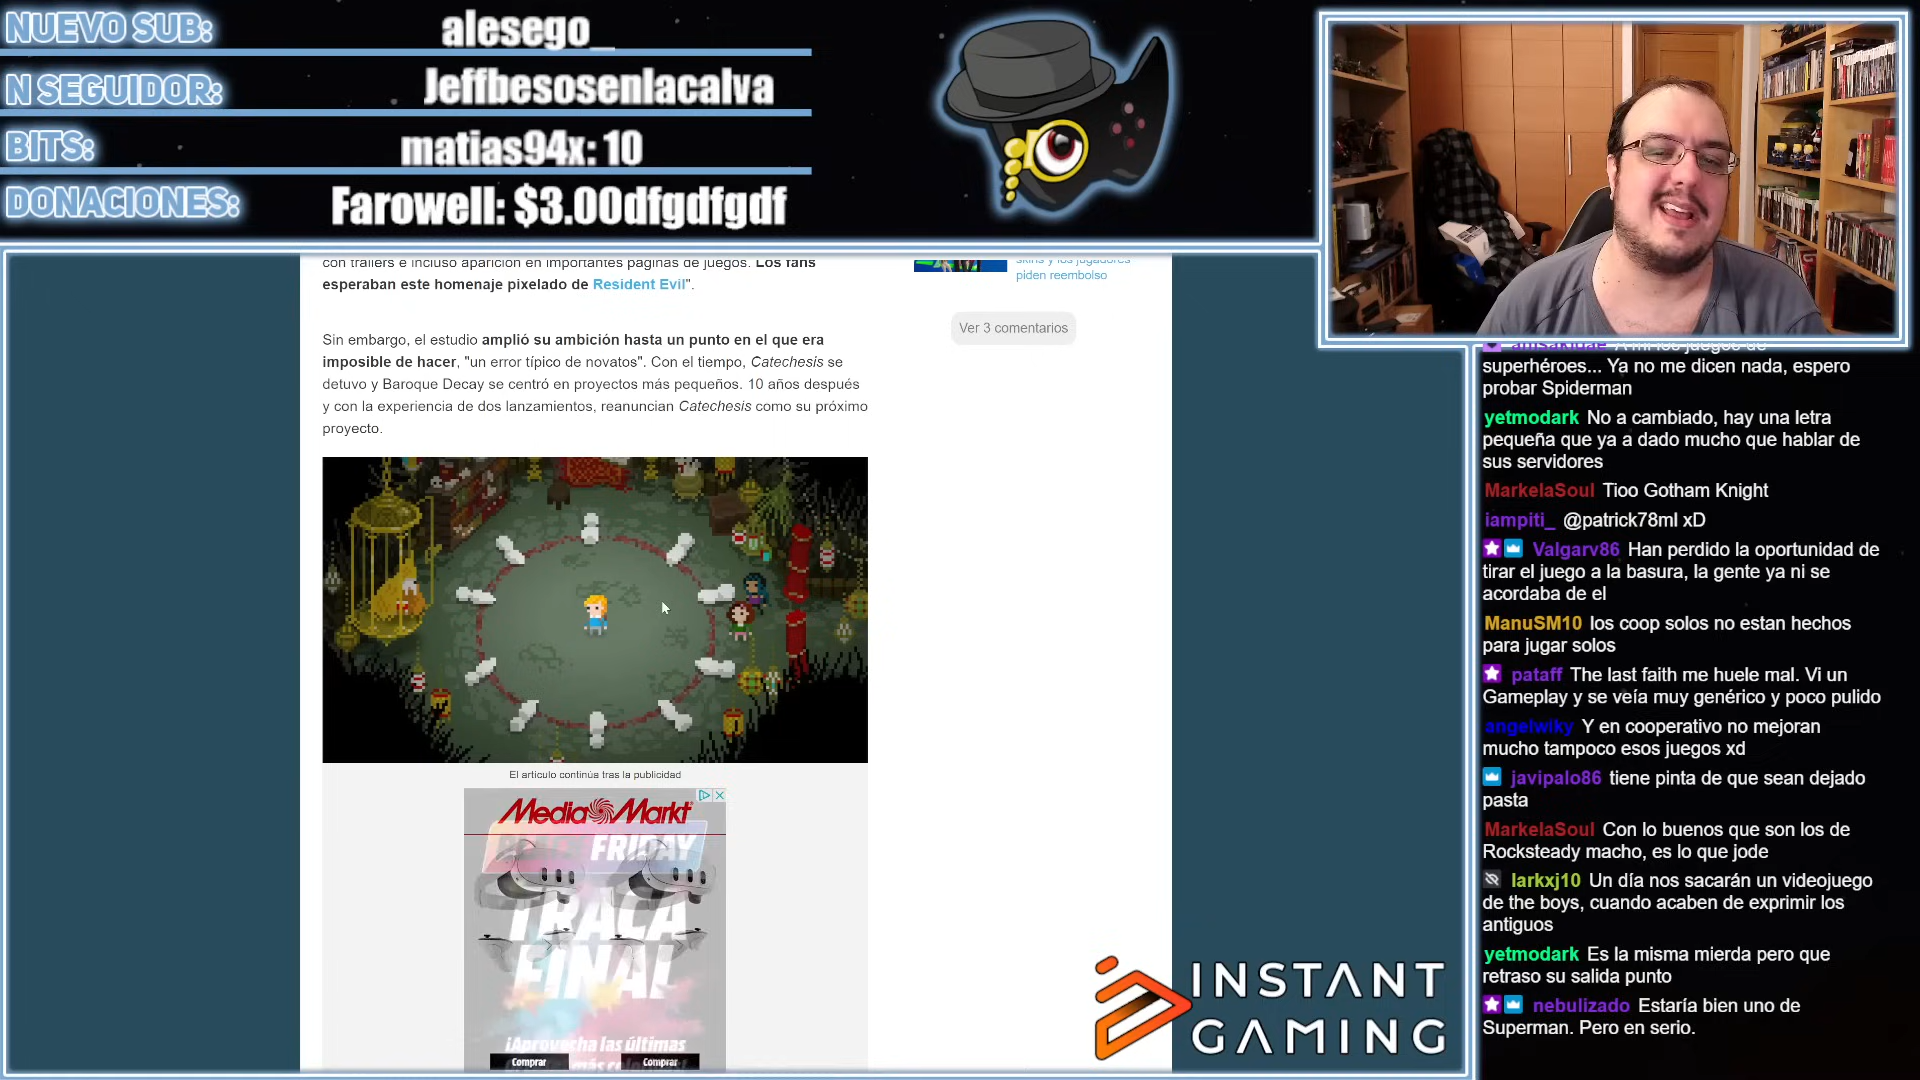 NUEVO SUB: alesego_
N SEGUIDOR: Jeffbesosenlacalva
BITS: matias94x: 10
DONACIONES: Farowell: $3.00dfgdfgdf
con trailers e incluso aparición en importantes páginas de juegos. Los fans
esperaban este homenaje pixelado de Resident Evil".
Sin embargo, el estudio amplió su ambición hasta un punto en el que era
imposible de hacer, "un error típico de novatos". Con el tiempo, Catechesis se
detuvo y Baroque Decay se centró en proyectos más pequeños. 10 años después
y con la experiencia de dos lanzamientos, reanuncian Catechesis como su próximo
proyecto.
El artículo continúa tras la publicidad
MediaMarkt
FRIDAY
TRACA
FINAL
¡Aprovecha las últimas
Comprar
Comprar
skins y los jugadores
piden reembolso
Ver 3 comentarios
INSTANT
GAMING
amsakidae A mi los juegos de
superhéroes... Ya no me dicen nada, espero
probar Spiderman
yetmodark No a cambiado, hay una letra
pequeña que ya a dado mucho que hablar de
sus servidores
MarkelaSoul Tioo Gotham Knight
iampiti_ @patrick78ml xD
Valgarv86 Han perdido la oportunidad de
tirar el juego a la basura, la gente ya ni se
acordaba de el
ManuSM10 los coop solos no estan hechos
para jugar solos
pataff The last faith me huele mal. Vi un
Gameplay y se veía muy genérico y poco pulido
angelwiky Y en cooperativo no mejoran
mucho tampoco esos juegos xd
javipalo86 tiene pinta de que sean dejado
pasta
MarkelaSoul Con lo buenos que son los de
Rocksteady macho, es lo que jode
larkxj10 Un día nos sacarán un videojuego
de the boys, cuando acaben de exprimir los
antiguos
yetmodark Es la misma mierda pero que
retraso su salida punto
nebulizado Estaría bien uno de
Superman. Pero en serio.